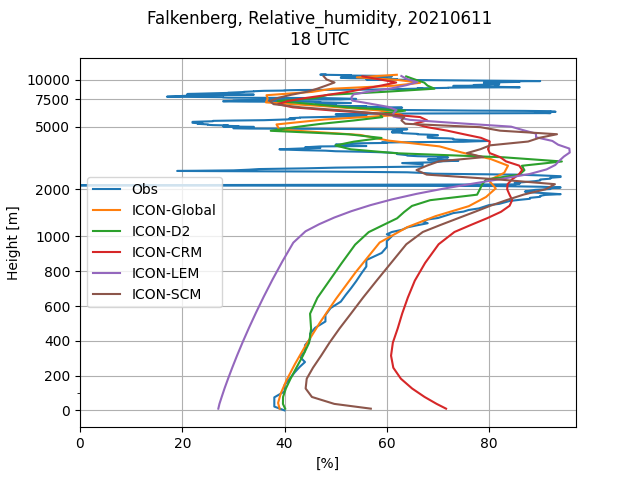 Falkenberg, Relative_humidity, 20210611
18 UTC
10000
7500
5000
2000
1000
800
600
400
200
0
Height [m]
Obs
ICON-Global
ICON-D2
ICON-CRM
ICON-LEM
ICON-SCM
0 20 40 60 80
[%]